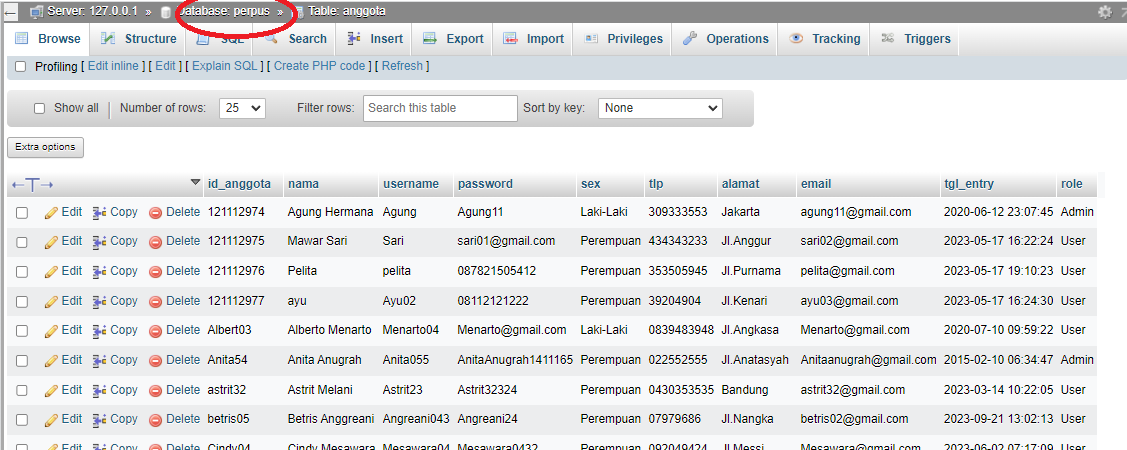 Server: 127.0.0.1 » Database: perpus » Table: anggota
Browse Structure SQL Search Insert Export Import Privileges Operations Tracking Triggers
Profiling [ Edit inline ] [ Edit ] [ Explain SQL ] [ Create PHP code ] [ Refresh ]
Show all Number of rows: 25 Filter rows: Search this table Sort by key: None
Extra options
id_anggota nama username password sex tlp alamat email tgl_entry role
Edit Copy Delete 121112974 Agung Hermana Agung Agung11 Laki-Laki 309333553 Jakarta agung11@gmail.com 2020-06-12 23:07:45 Admin
Edit Copy Delete 121112975 Mawar Sari Sari sari01@gmail.com Perempuan 434343233 Jl.Anggur sari02@gmail.com 2023-05-17 16:22:24 User
Edit Copy Delete 121112976 Pelita pelita 087821505412 Perempuan 353505945 Jl.Purnama pelita@gmail.com 2023-05-17 19:10:23 User
Edit Copy Delete 121112977 ayu Ayu02 08112121222 Perempuan 39204904 Jl.Kenari ayu03@gmail.com 2023-05-17 16:24:30 User
Edit Copy Delete Albert03 Alberto Menarto Menarto04 Menarto@gmail.com Laki-Laki 0839483948 Jl.Angkasa Menarto@gmail.com 2020-07-10 09:59:22 User
Edit Copy Delete Anita54 Anita Anugrah Anita055 AnitaAnugrah1411165 Perempuan 022552555 Jl.Anatasyah Anitaanugrah@gmail.com 2015-02-10 06:34:47 Admin
Edit Copy Delete astrit32 Astrit Melani Astrit23 Astrit32324 Perempuan 0430353535 Bandung astrit32@gmail.com 2023-03-14 10:22:05 User
Edit Copy Delete betris05 Betris Anggreani Angreani043 Angreani24 Perempuan 07979686 Jl.Nangka betris02@gmail.com 2023-09-21 13:02:13 User
Edit Copy Delete Cindy04 Cindy Mesawara Mesawara04 Mesawara0432 Perempuan 092049424 Jl.Messi Mesawara@gmail.com 2023-06-02 07:17:09 User